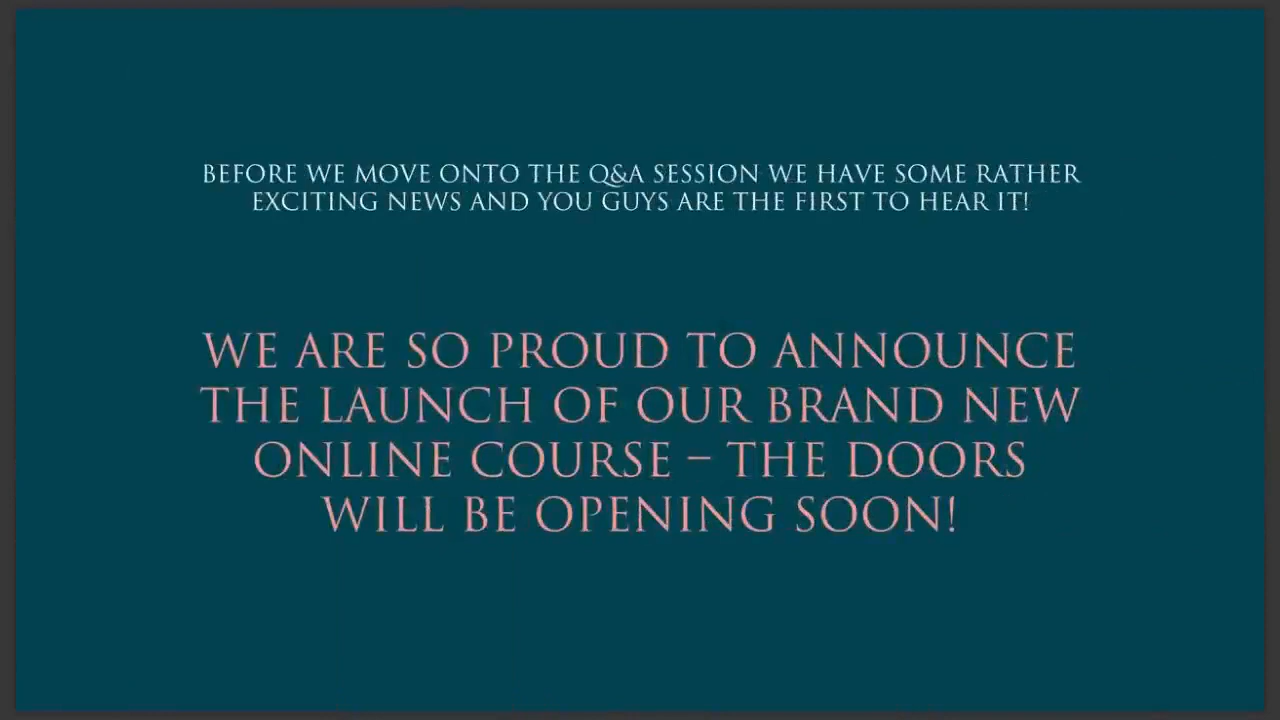 BEFORE WE MOVE ONTO THE Q&A SESSION WE HAVE SOME RATHER
EXCITING NEWS AND YOU GUYS ARE THE FIRST TO HEAR IT!
WE ARE SO PROUD TO ANNOUNCE
THE LAUNCH OF OUR BRAND NEW
ONLINE COURSE – THE DOORS
WILL BE OPENING SOON!